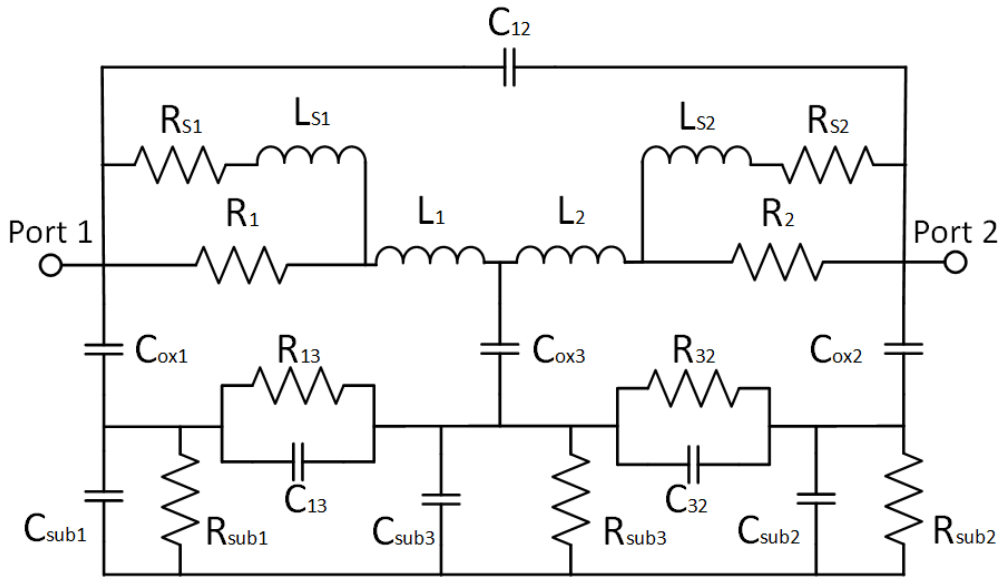 C12
RS1
LS1
LS2
RS2
Port 1
R1
L1
L2
R2
Port 2
Cox1
R13
Cox3
R32
Cox2
Csub1
Rsub1
C13
Csub3
Rsub3
C32
Csub2
Rsub2